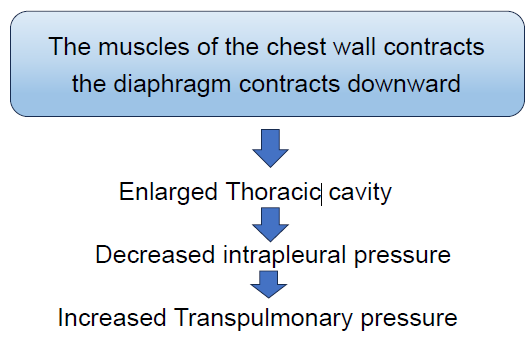 The muscles of the chest wall contracts
the diaphragm contracts downward
Enlarged Thoracic cavity
Decreased intrapleural pressure
Increased Transpulmonary pressure